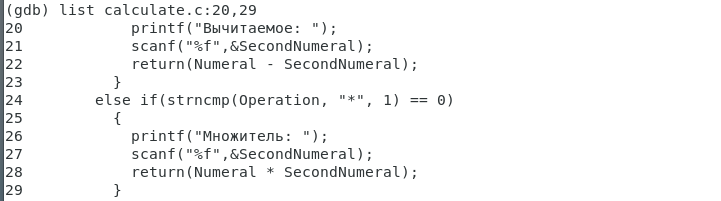 (gdb) list calculate.c:20,29
20            printf("Вычитаемое: ");
21            scanf("%f",&SecondNumeral);
22            return(Numeral - SecondNumeral);
23          }
24        else if(strncmp(Operation, "*", 1) == 0)
25          {
26            printf("Множитель: ");
27            scanf("%f",&SecondNumeral);
28            return(Numeral * SecondNumeral);
29          }